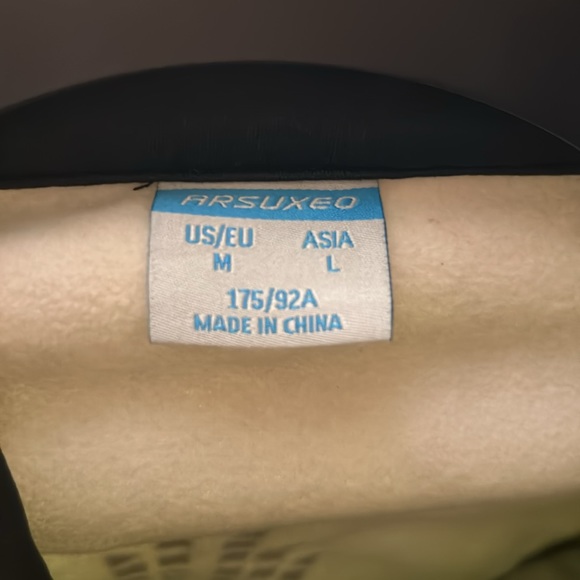 ARSUXEO
US/EU ASIA
M L
175/92A
MADE IN CHINA